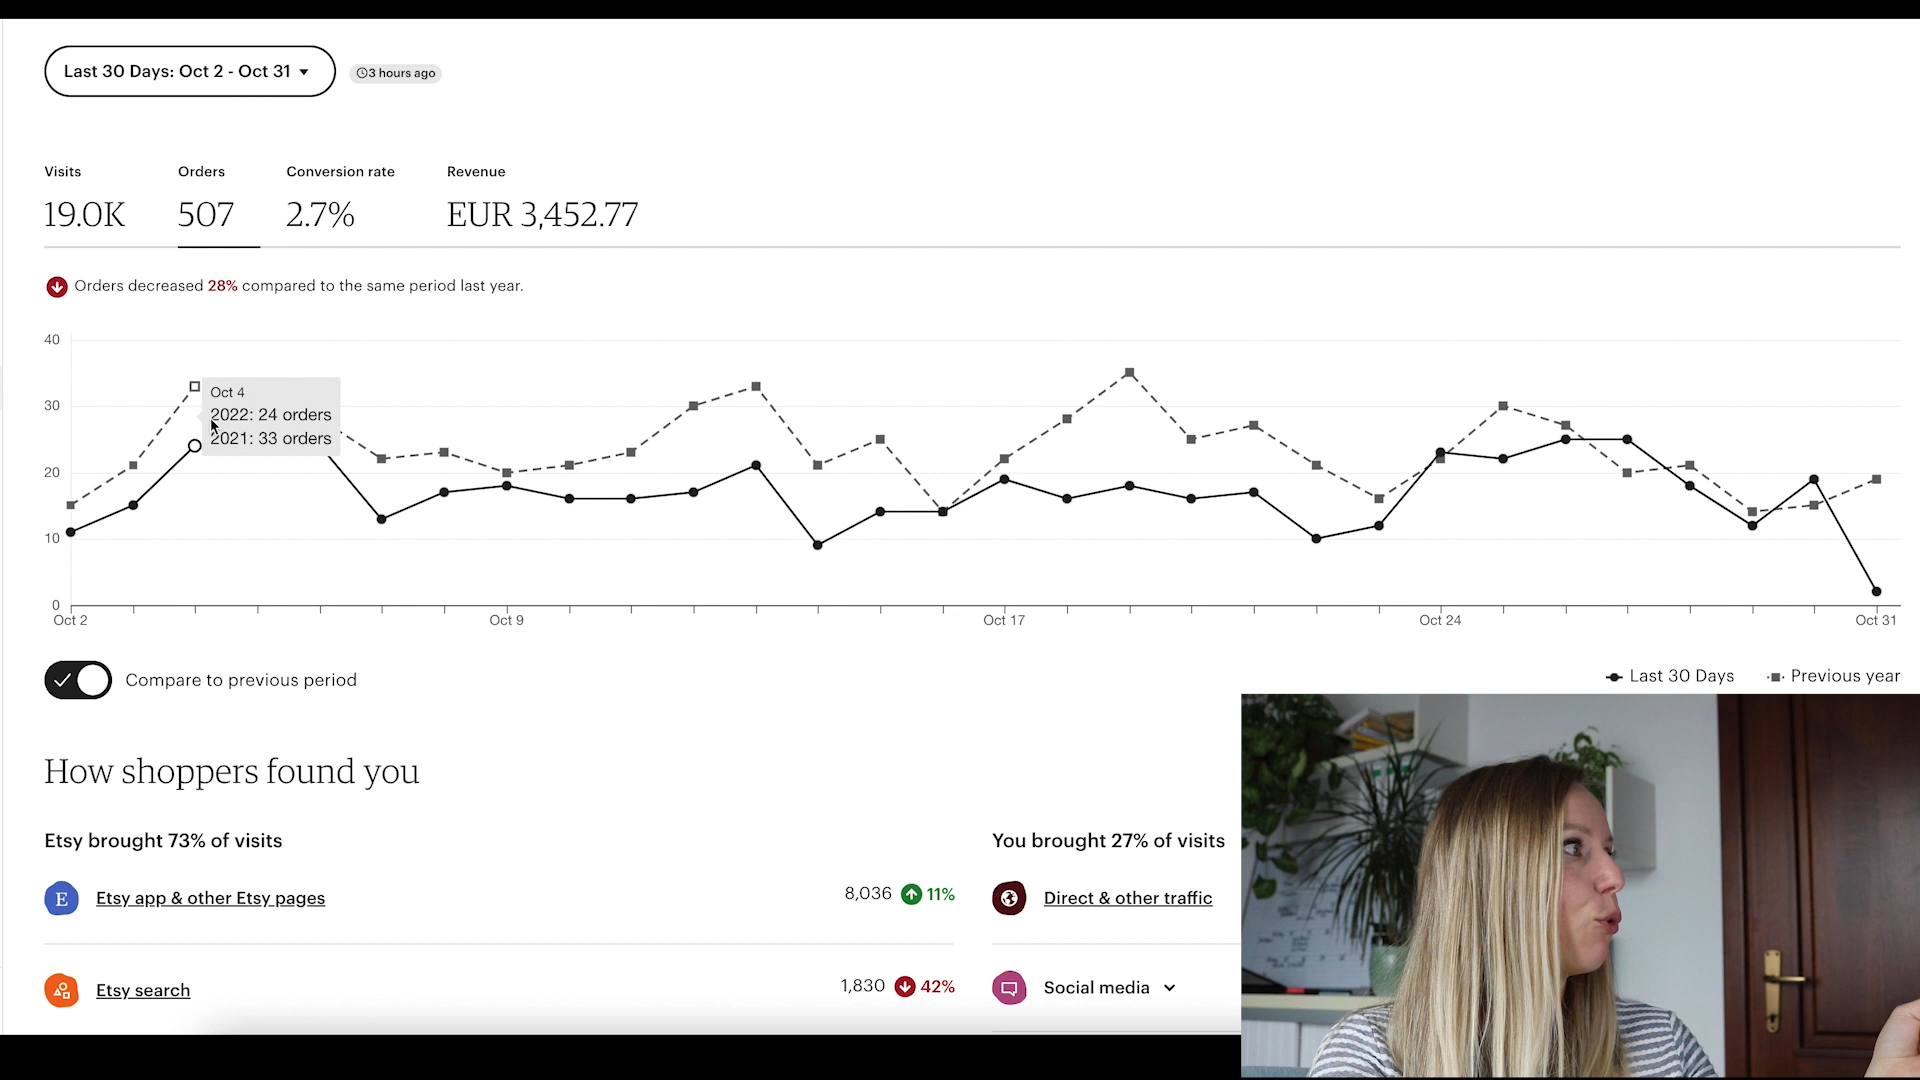 Last 30 Days: Oct 2 - Oct 31
3 hours ago
Visits Orders Conversion rate Revenue
19.0K 507 2.7% EUR 3,452.77
Orders decreased 28% compared to the same period last year.
40
30
20
10
0
Oct 4
2022: 24 orders
2021: 33 orders
Oct 2 Oct 9 Oct 17 Oct 24 Oct 31
Compare to previous period
Last 30 Days Previous year
How shoppers found you
Etsy brought 73% of visits
E Etsy app & other Etsy pages 8,036 11%
Etsy search 1,830 42%
You brought 27% of visits
Direct & other traffic
Social media